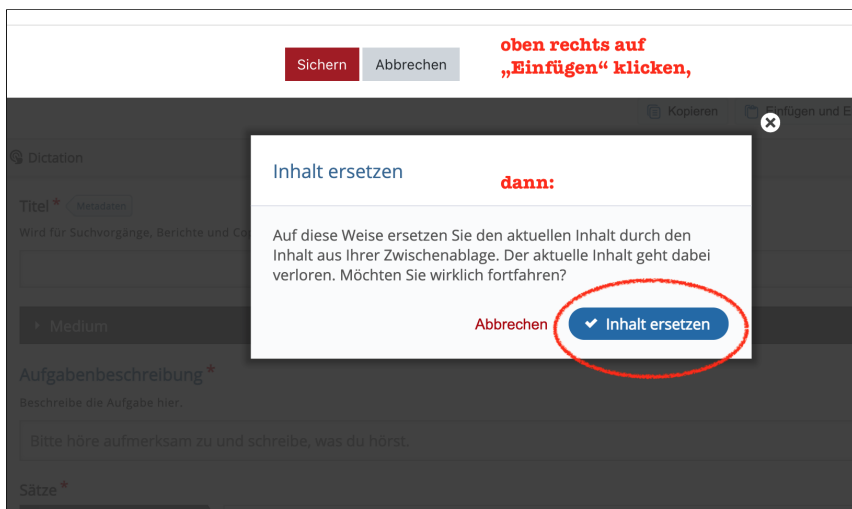 oben rechts auf
„Einfügen“ klicken,
Sichern Abbrechen
Kopieren Einfügen und E
Dictation
Inhalt ersetzen
dann:
Titel * Metadaten
Wird für Suchvorgänge, Berichte und Cop
Auf diese Weise ersetzen Sie den aktuellen Inhalt durch den
Inhalt aus Ihrer Zwischenablage. Der aktuelle Inhalt geht dabei
verloren. Möchten Sie wirklich fortfahren?
Abbrechen Inhalt ersetzen
Medium
Aufgabenbeschreibung *
Beschreibe die Aufgabe hier.
Bitte höre aufmerksam zu und schreibe, was du hörst.
Sätze *